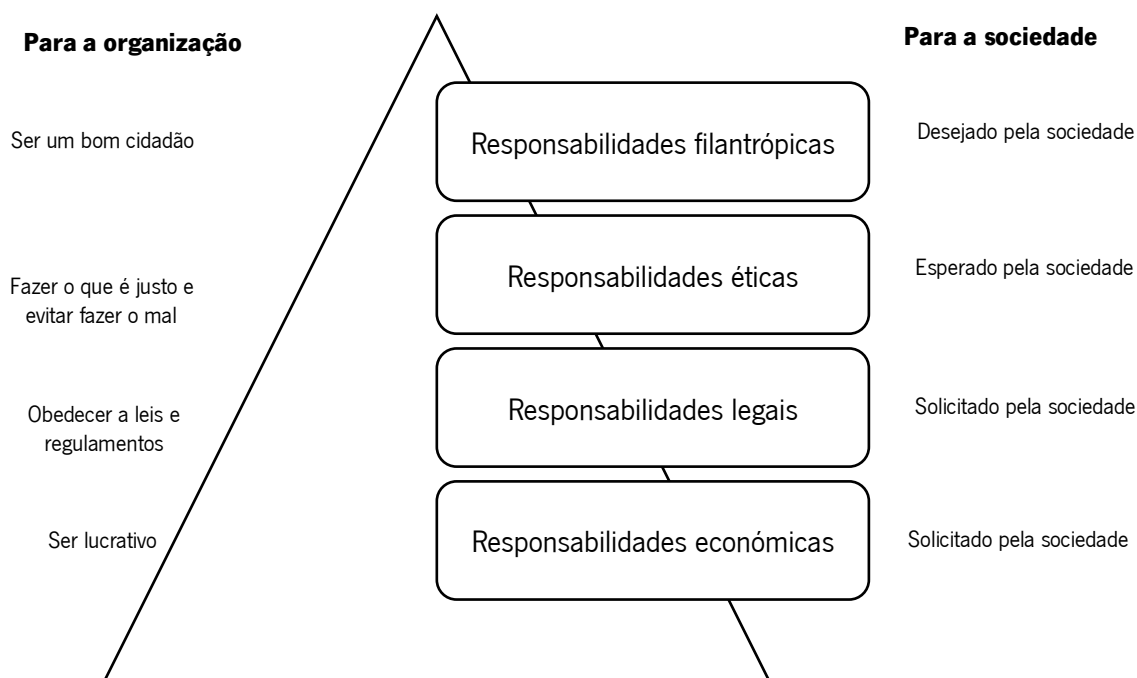 Para a organização
Para a sociedade
Ser um bom cidadão
Responsabilidades filantrópicas
Desejado pela sociedade
Fazer o que é justo e
evitar fazer o mal
Responsabilidades éticas
Esperado pela sociedade
Obedecer a leis e
regulamentos
Responsabilidades legais
Solicitado pela sociedade
Ser lucrativo
Responsabilidades económicas
Solicitado pela sociedade